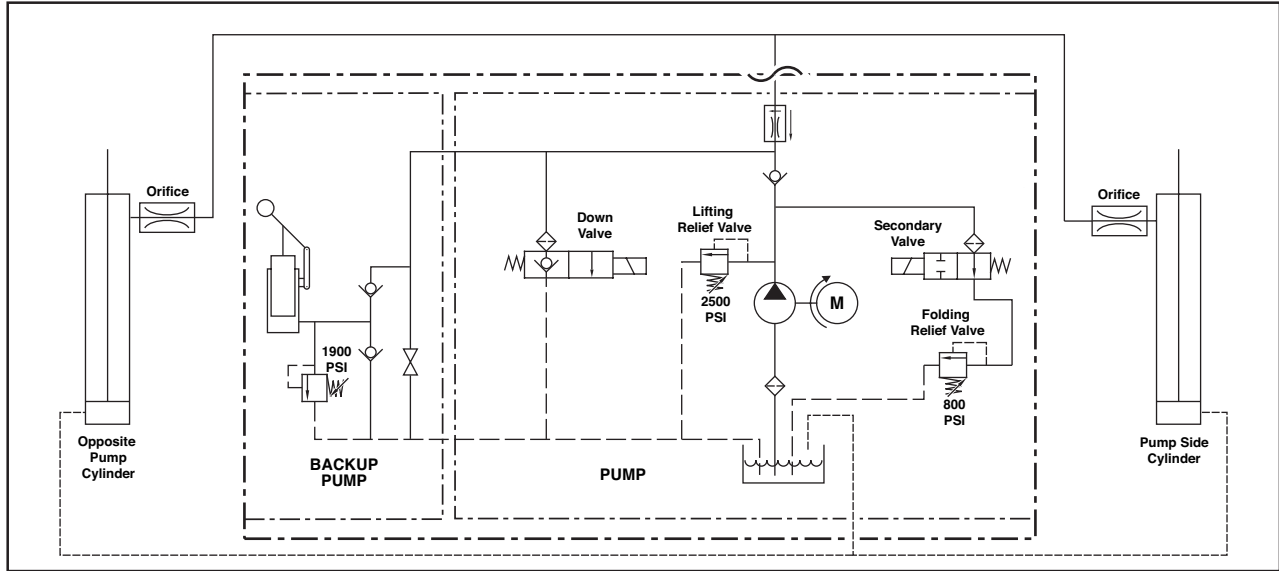 Orifice
Down
Valve
Lifting
Relief Valve
Secondary
Valve
Orifice
M
2500
PSI
Folding
Relief Valve
1900
PSI
800
PSI
Opposite
Pump
Cylinder
BACKUP
PUMP
PUMP
Pump Side
Cylinder